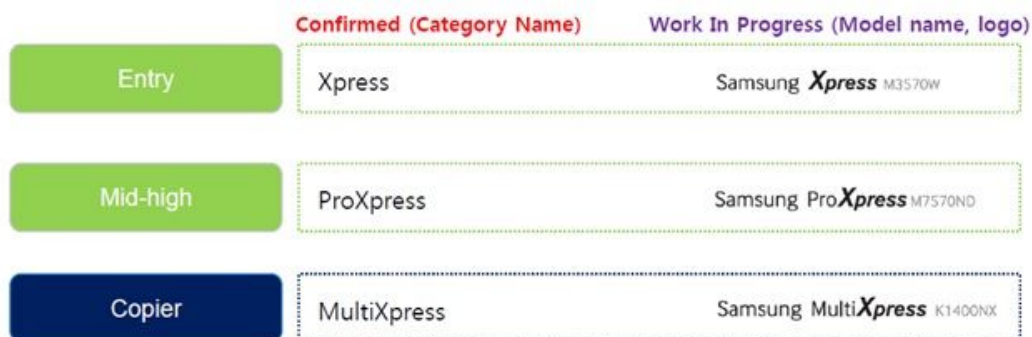 Confirmed (Category Name) Work In Progress (Model name, logo)
Entry Xpress Samsung Xpress M3570W
Mid-high ProXpress Samsung ProXpress M7570ND
Copier MultiXpress Samsung MultiXpress K1400NX